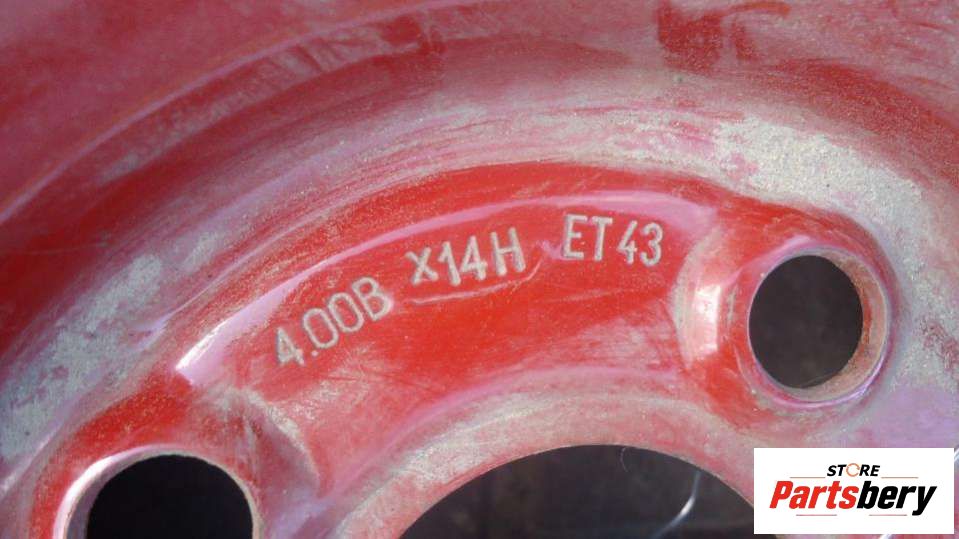 4.00B x14H ET43
STORE
Partsbery